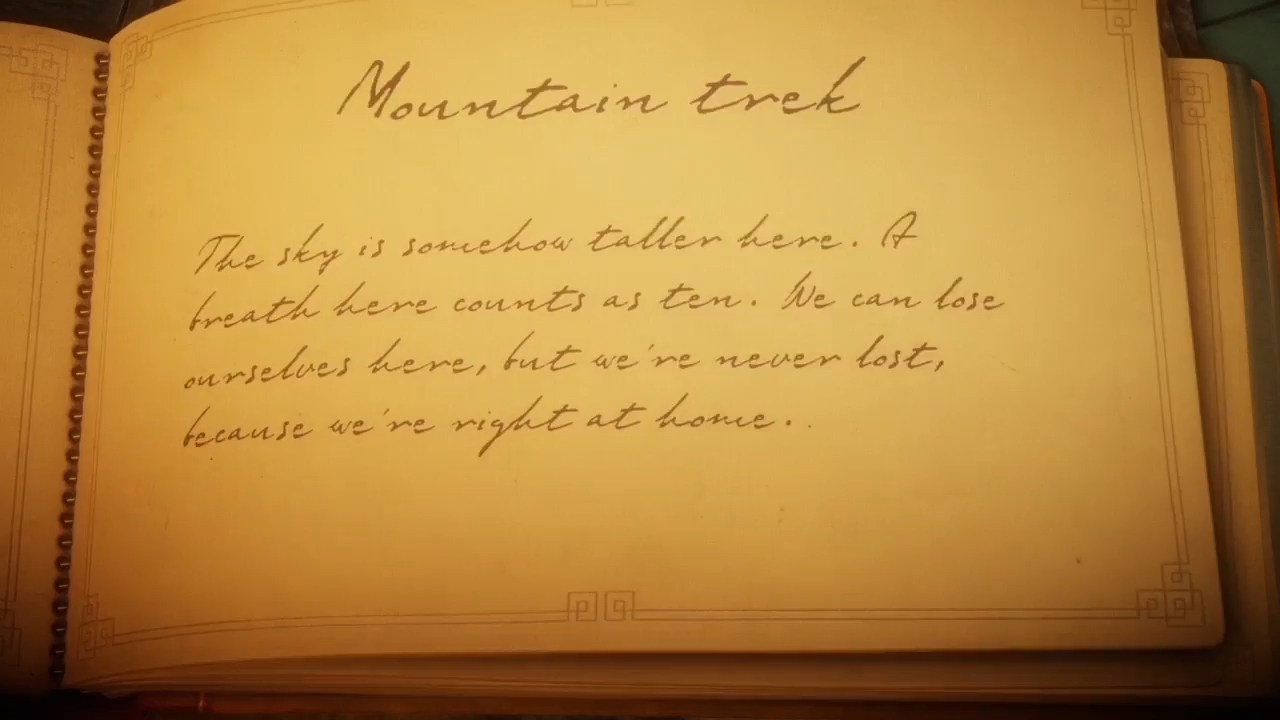 Mountain trek
The sky is somehow taller here. A
breath here counts as ten. We can lose
ourselves here, but we're never lost,
because we're right at home.